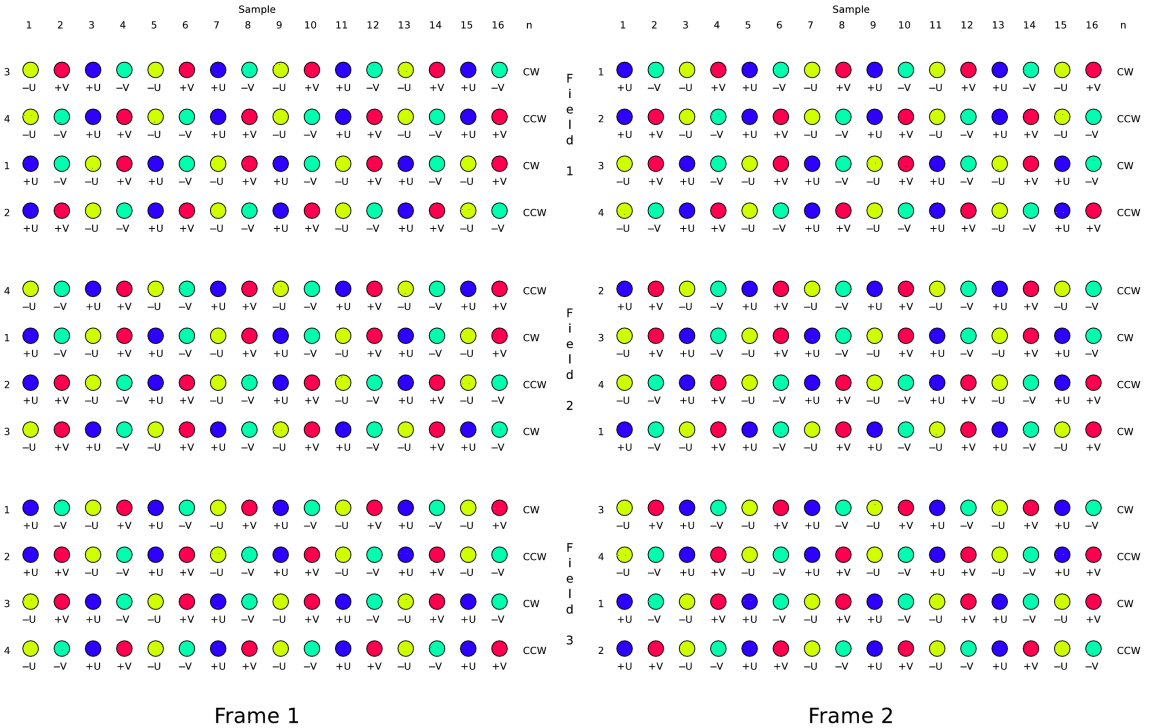 Sample
1 2 3 4 5 6 7 8 9 10 11 12 13 14 15 16 n
3 CW
−U +V +U −V −U +V +U −V −U +V +U −V −U +V +U −V
4 CCW
−U −V +U +V −U −V +U +V −U −V +U +V −U −V +U +V
1 CW
+U −V −U +V +U −V −U +V +U −V −U +V +U −V −U +V
2 CCW
+U +V −U −V +U +V −U −V +U +V −U −V +U +V −U −V
4 CCW
−U −V +U +V −U −V +U +V −U −V +U +V −U −V +U +V
1 CW
+U −V −U +V +U −V −U +V +U −V −U +V +U −V −U +V
2 CCW
+U +V −U −V +U +V −U −V +U +V −U −V +U +V −U −V
3 CW
−U +V +U −V −U +V +U −V −U +V +U −V −U +V +U −V
1 CW
+U −V −U +V +U −V −U +V +U −V −U +V +U −V −U +V
2 CCW
+U +V −U −V +U +V −U −V +U +V −U −V +U +V −U −V
3 CW
−U +V +U −V −U +V +U −V −U +V +U −V −U +V +U −V
4 CCW
−U −V +U +V −U −V +U +V −U −V +U +V −U −V +U +V
Frame 1
Field 1
Field 2
Field 3
Sample
1 2 3 4 5 6 7 8 9 10 11 12 13 14 15 16 n
1 CW
+U −V −U +V +U −V −U +V +U −V −U +V +U −V −U +V
2 CCW
+U +V −U −V +U +V −U −V +U +V −U −V +U +V −U −V
3 CW
−U +V +U −V −U +V +U −V −U +V +U −V −U +V +U −V
4 CCW
−U −V +U +V −U −V +U +V −U −V +U +V −U −V +U +V
2 CCW
+U +V −U −V +U +V −U −V +U +V −U −V +U +V −U −V
3 CW
−U +V +U −V −U +V +U −V −U +V +U −V −U +V +U −V
4 CCW
−U −V +U +V −U −V +U +V −U −V +U +V −U −V +U +V
1 CW
+U −V −U +V +U −V −U +V +U −V −U +V +U −V −U +V
3 CW
−U +V +U −V −U +V +U −V −U +V +U −V −U +V +U −V
4 CCW
−U −V +U +V −U −V +U +V −U −V +U +V −U −V +U +V
1 CW
+U −V −U +V +U −V −U +V +U −V −U +V +U −V −U +V
2 CCW
+U +V −U −V +U +V −U −V +U +V −U −V +U +V −U −V
Frame 2